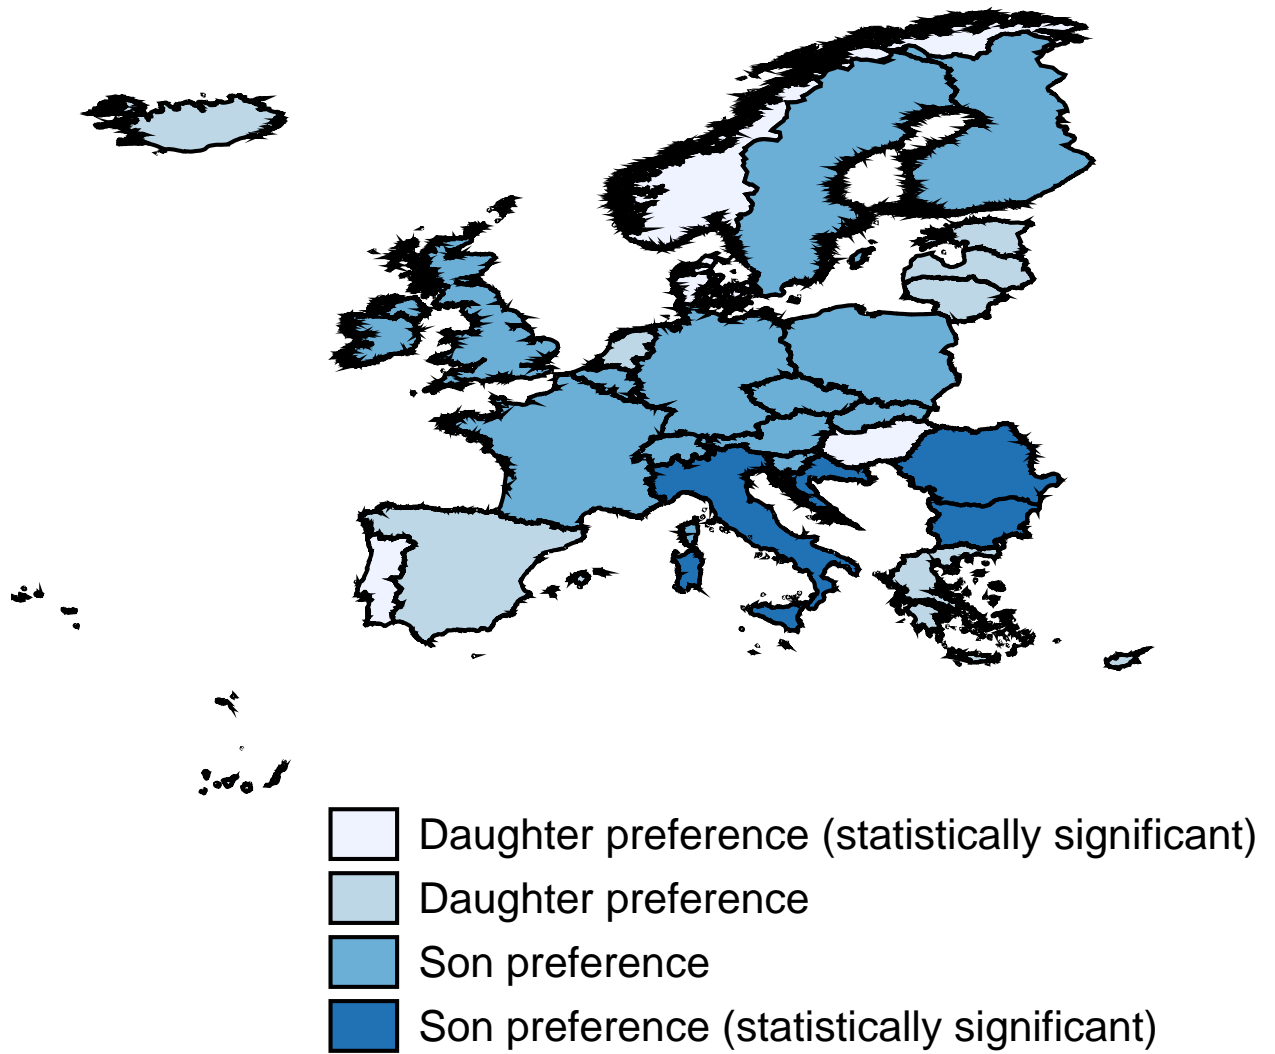 Daughter preference (statistically significant)
Daughter preference
Son preference
Son preference (statistically significant)